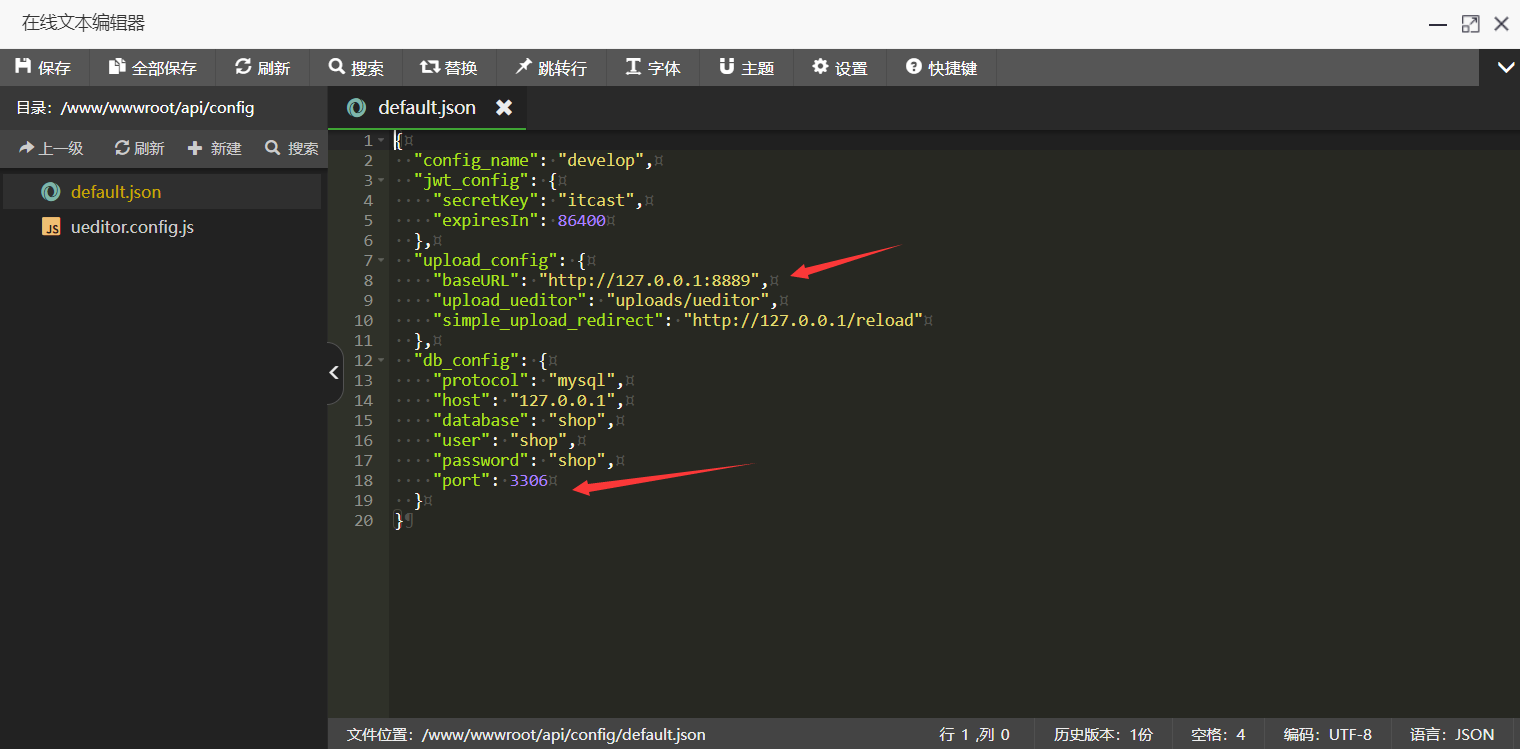 在线文本编辑器
保存 全部保存 刷新 搜索 替换 跳转行 字体 主题 设置 快捷键
目录：/www/wwwroot/api/config
上一级 刷新 新建 搜索
default.json
ueditor.config.js
default.json
1 {
2 "config_name": "develop",
3 "jwt_config": {
4 "secretKey": "itcast",
5 "expiresIn": 86400
6 },
7 "upload_config": {
8 "baseURL": "http://127.0.0.1:8889",
9 "upload_ueditor": "uploads/ueditor",
10 "simple_upload_redirect": "http://127.0.0.1/reload"
11 },
12 "db_config": {
13 "protocol": "mysql",
14 "host": "127.0.0.1",
15 "database": "shop",
16 "user": "shop",
17 "password": "shop",
18 "port": 3306
19 }
20 }
文件位置：/www/wwwroot/api/config/default.json 行 1 ,列 0 历史版本：1份 空格：4 编码：UTF-8 语言：JSON